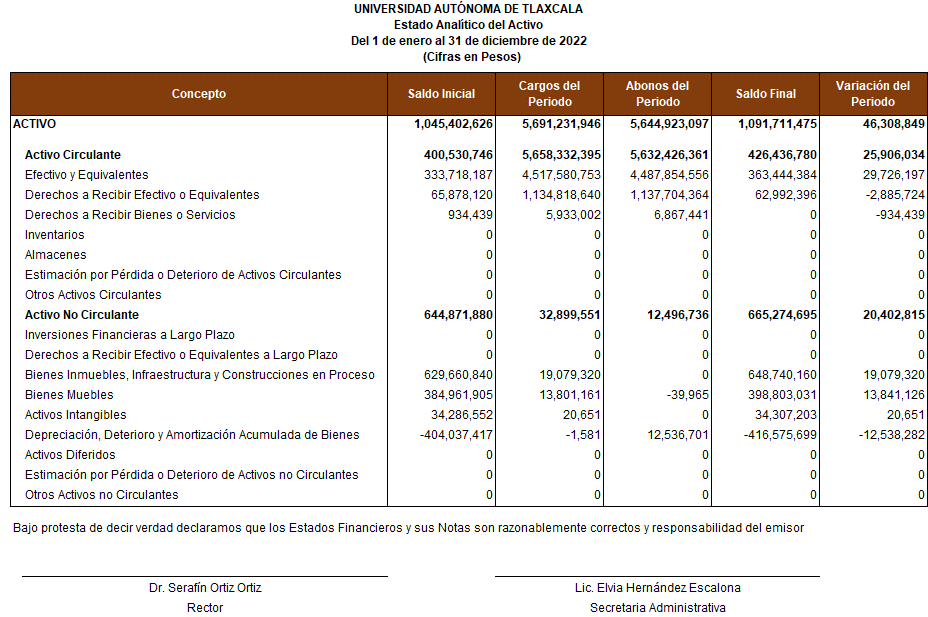 UNIVERSIDAD AUTÓNOMA DE TLAXCALA
Estado Analítico del Activo
Del 1 de enero al 31 de diciembre de 2022
(Cifras en Pesos)
Concepto Saldo Inicial Cargos del Periodo Abonos del Periodo Saldo Final Variación del Periodo
ACTIVO 1,045,402,626 5,691,231,946 5,644,923,097 1,091,711,475 46,308,849
Activo Circulante 400,530,746 5,658,332,395 5,632,426,361 426,436,780 25,906,034
Efectivo y Equivalentes 333,718,187 4,517,580,753 4,487,854,556 363,444,384 29,726,197
Derechos a Recibir Efectivo o Equivalentes 65,878,120 1,134,818,640 1,137,704,364 62,992,396 -2,885,724
Derechos a Recibir Bienes o Servicios 934,439 5,933,002 6,867,441 0 -934,439
Inventarios 0 0 0 0 0
Almacenes 0 0 0 0 0
Estimación por Pérdida o Deterioro de Activos Circulantes 0 0 0 0 0
Otros Activos Circulantes 0 0 0 0 0
Activo No Circulante 644,871,880 32,899,551 12,496,736 665,274,695 20,402,815
Inversiones Financieras a Largo Plazo 0 0 0 0 0
Derechos a Recibir Efectivo o Equivalentes a Largo Plazo 0 0 0 0 0
Bienes Inmuebles, Infraestructura y Construcciones en Proceso 629,660,840 19,079,320 0 648,740,160 19,079,320
Bienes Muebles 384,961,905 13,801,161 -39,965 398,803,031 13,841,126
Activos Intangibles 34,286,552 20,651 0 34,307,203 20,651
Depreciación, Deterioro y Amortización Acumulada de Bienes -404,037,417 -1,581 12,536,701 -416,575,699 -12,538,282
Activos Diferidos 0 0 0 0 0
Estimación por Pérdida o Deterioro de Activos no Circulantes 0 0 0 0 0
Otros Activos no Circulantes 0 0 0 0 0
Bajo protesta de decir verdad declaramos que los Estados Financieros y sus Notas son razonablemente correctos y responsabilidad del emisor
Dr. Serafín Ortiz Ortiz Lic. Elvia Hernández Escalona
Rector Secretaria Administrativa